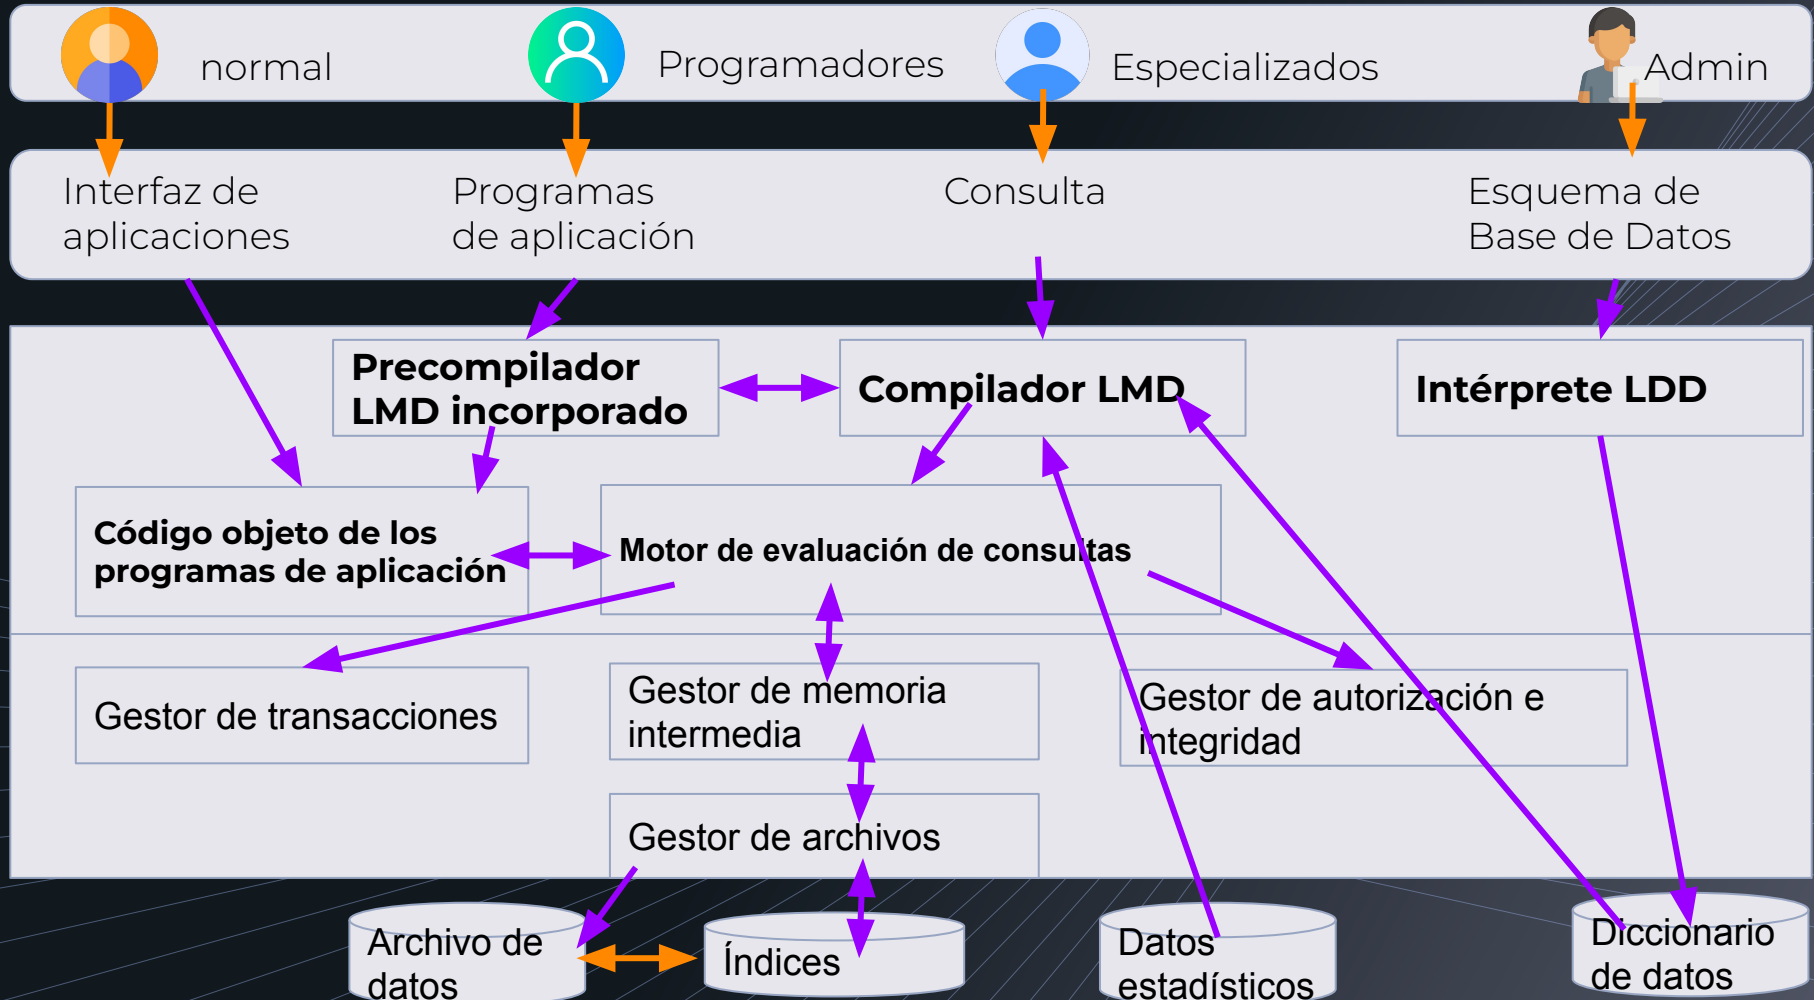 normal
Programadores
Especializados
Admin
Interfaz de
aplicaciones
Programas
de aplicación
Consulta
Esquema de
Base de Datos
Precompilador
LMD incorporado
Compilador LMD
Intérprete LDD
Código objeto de los
programas de aplicación
Motor de evaluación de consultas
Gestor de transacciones
Gestor de memoria
intermedia
Gestor de autorización e
integridad
Gestor de archivos
Archivo de
datos
Índices
Datos
estadísticos
Diccionario
de datos